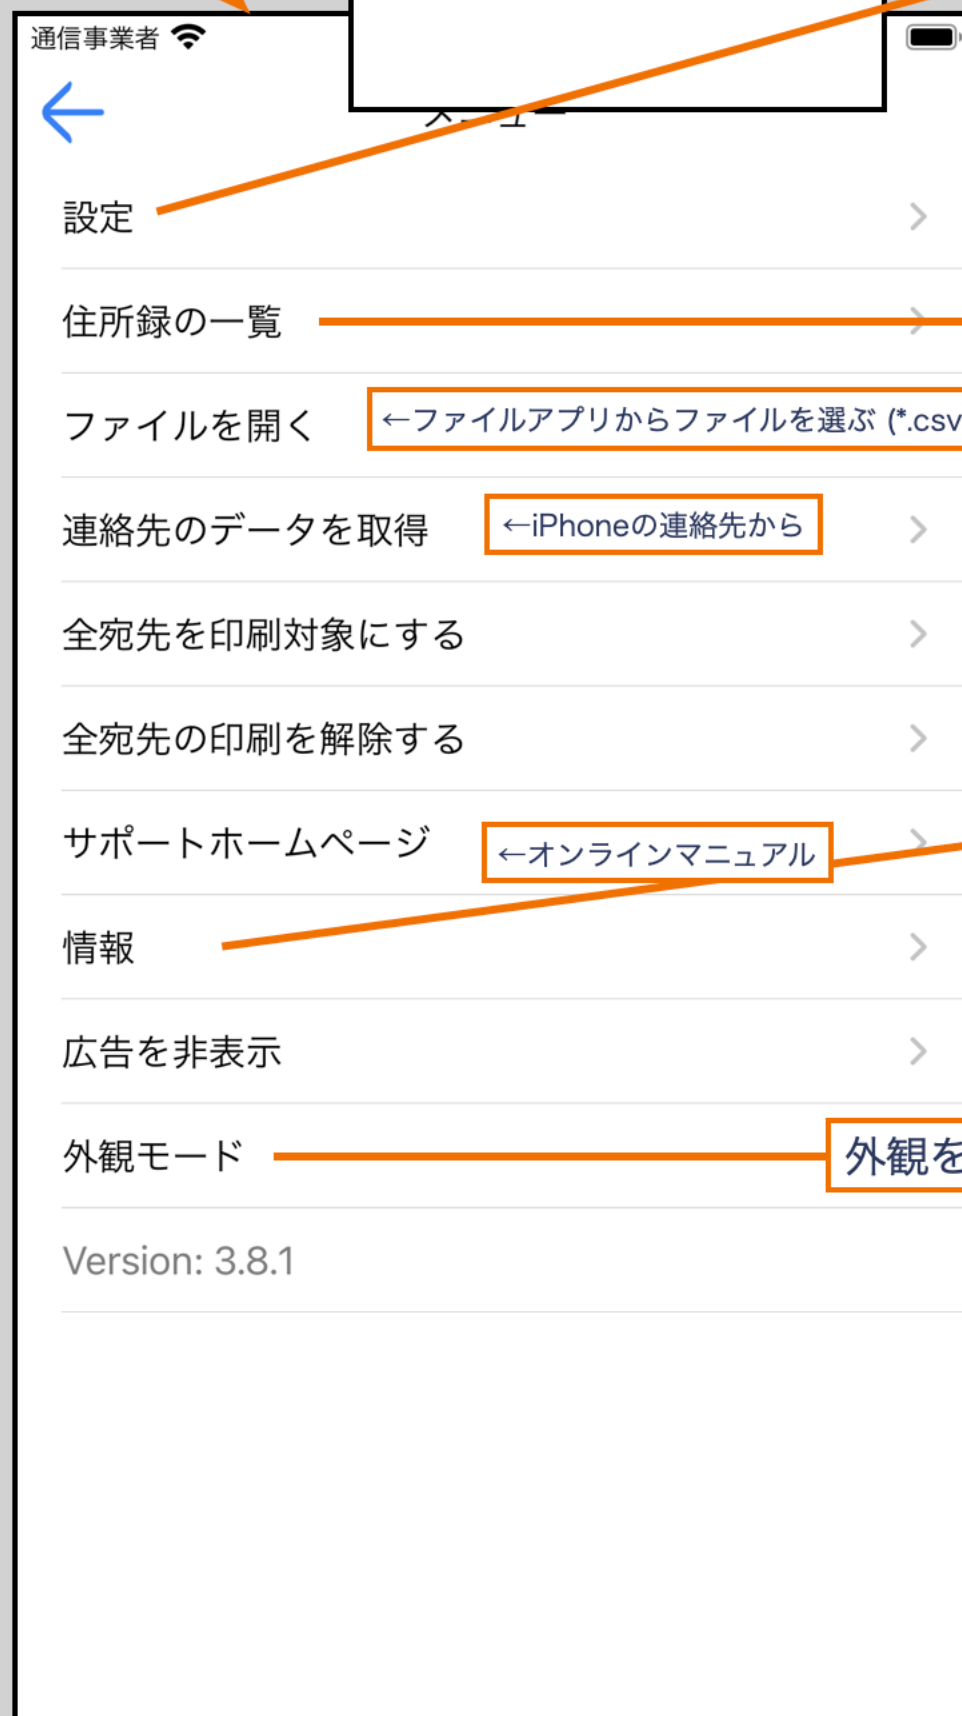 通信事業者
メニュー
設定
住所録の一覧
ファイルを開く
←ファイルアプリからファイルを選ぶ (*.csv
連絡先のデータを取得
←iPhoneの連絡先から
全宛先を印刷対象にする
全宛先の印刷を解除する
サポートホームページ
←オンラインマニュアル
情報
広告を非表示
外観モード
外観を
Version: 3.8.1